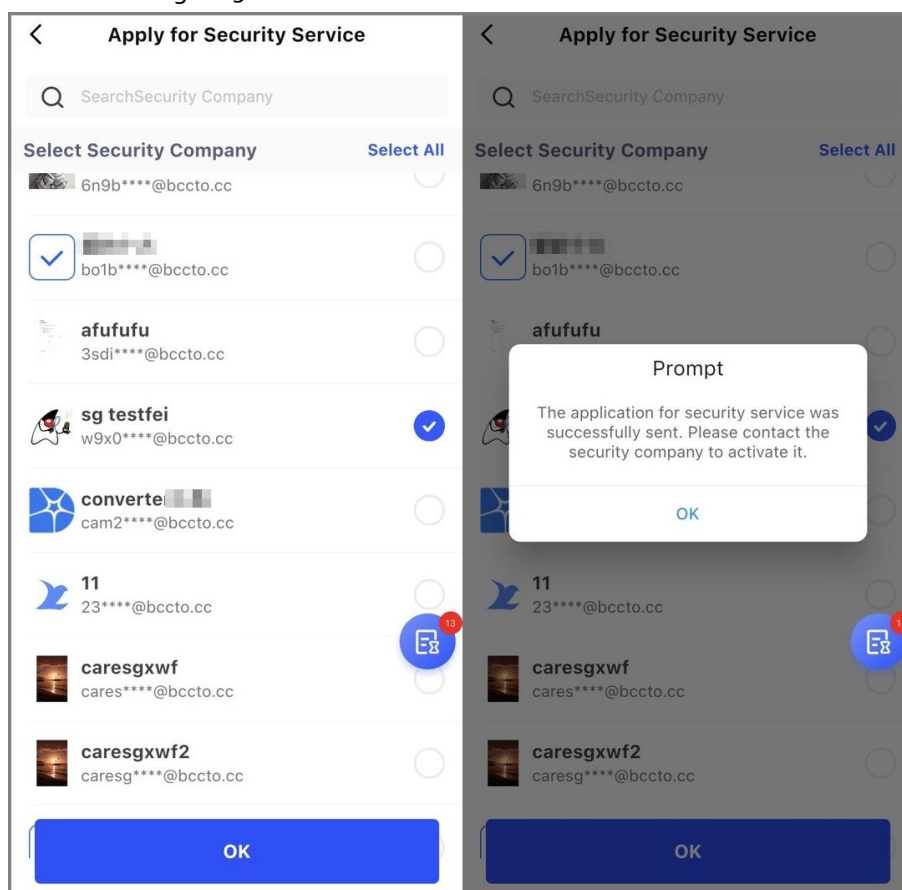 Apply for Security Service
SearchSecurity Company
Select Security Company Select All
6n9b****@bccto.cc
bo1b****@bccto.cc
afufufu
3sdi****@bccto.cc
sg testfei
w9x0****@bccto.cc
converte
cam2****@bccto.cc
11
23****@bccto.cc
13
caresgxwf
cares****@bccto.cc
caresgxwf2
caresg****@bccto.cc
OK
Apply for Security Service
SearchSecurity Company
Select Security Company Select All
6n9b****@bccto.cc
bo1b****@bccto.cc
afufufu
Prompt
The application for security service was
successfully sent. Please contact the
security company to activate it.
OK
11
23****@bccto.cc
caresgxwf
cares****@bccto.cc
caresgxwf2
caresg****@bccto.cc
OK